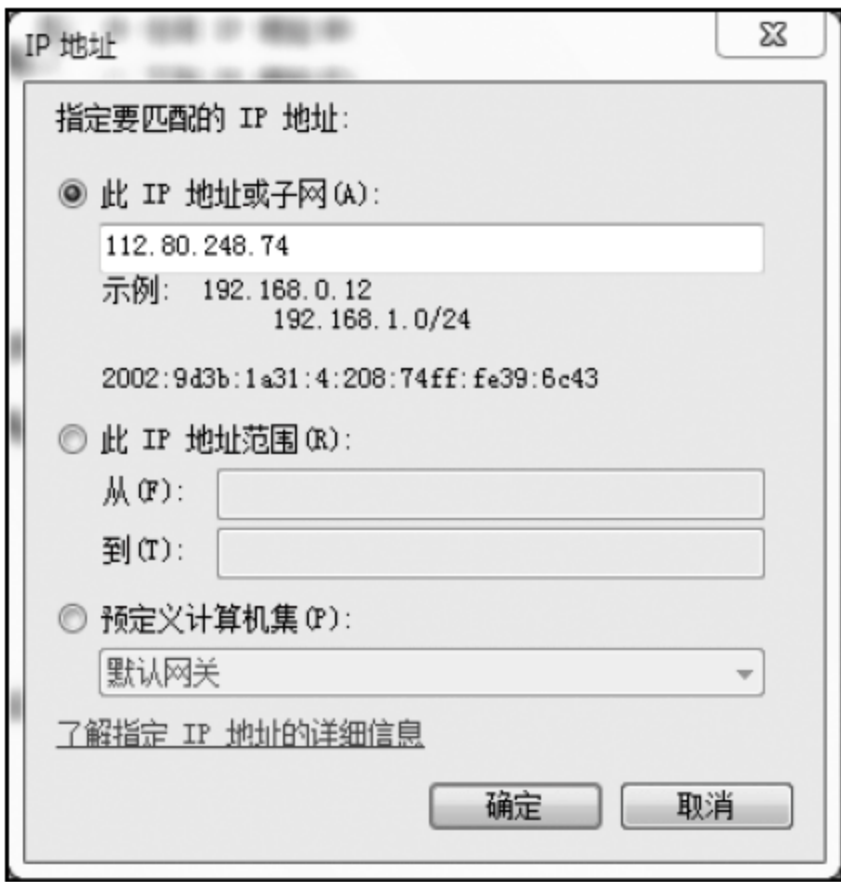 IP 地址
指定要匹配的 IP 地址:
此 IP 地址或子网(A):
112.80.248.74
示例: 192.168.0.12
192.168.1.0/24
2002:9d3b:1a31:4:208:74ff:fe39:6c43
此 IP 地址范围(R):
从(F):
到(T):
预定义计算机集(P):
默认网关
了解指定 IP 地址的详细信息
确定 取消